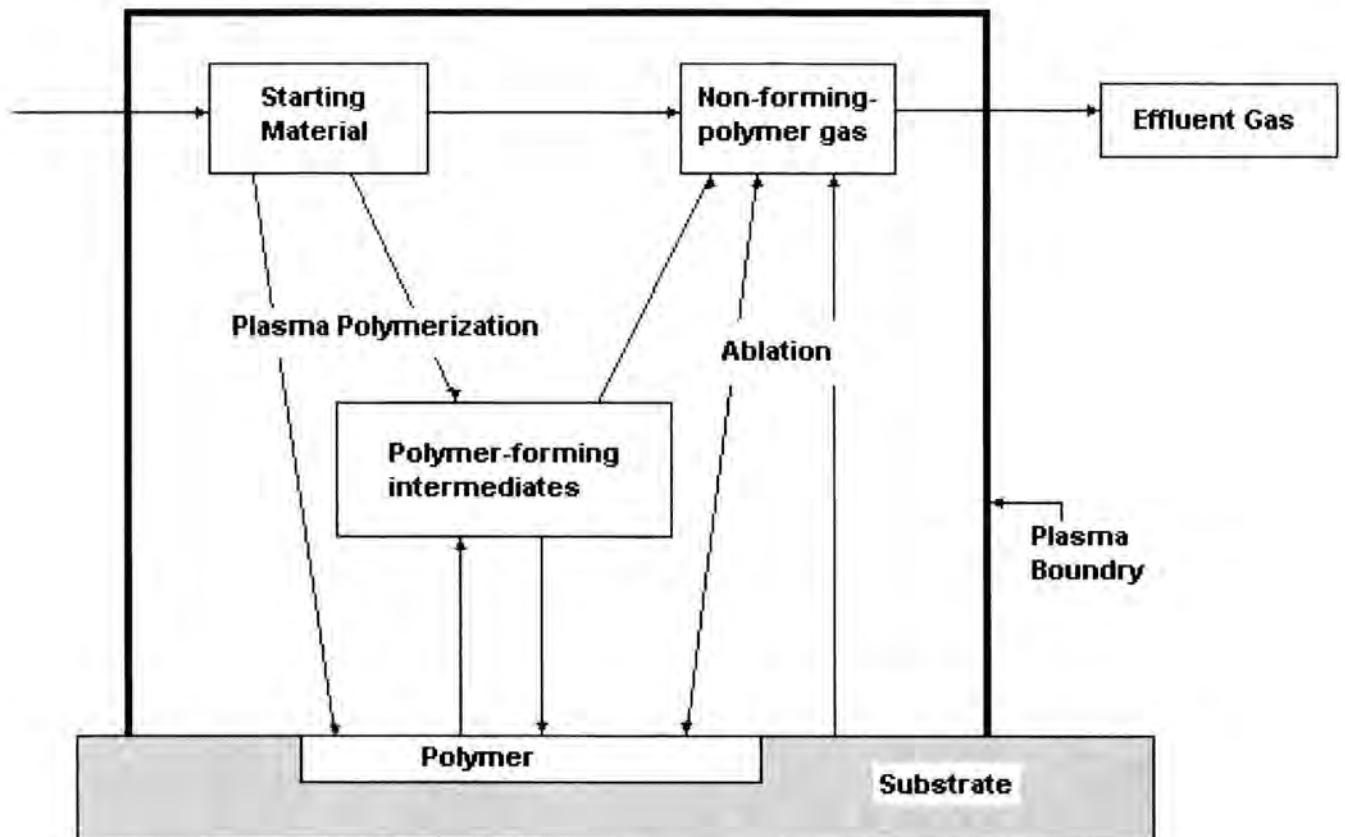 Starting
Material
Non-forming-
polymer gas
Effluent Gas
Plasma Polymerization
Ablation
Polymer-forming
intermediates
Plasma
Boundry
Polymer
Substrate